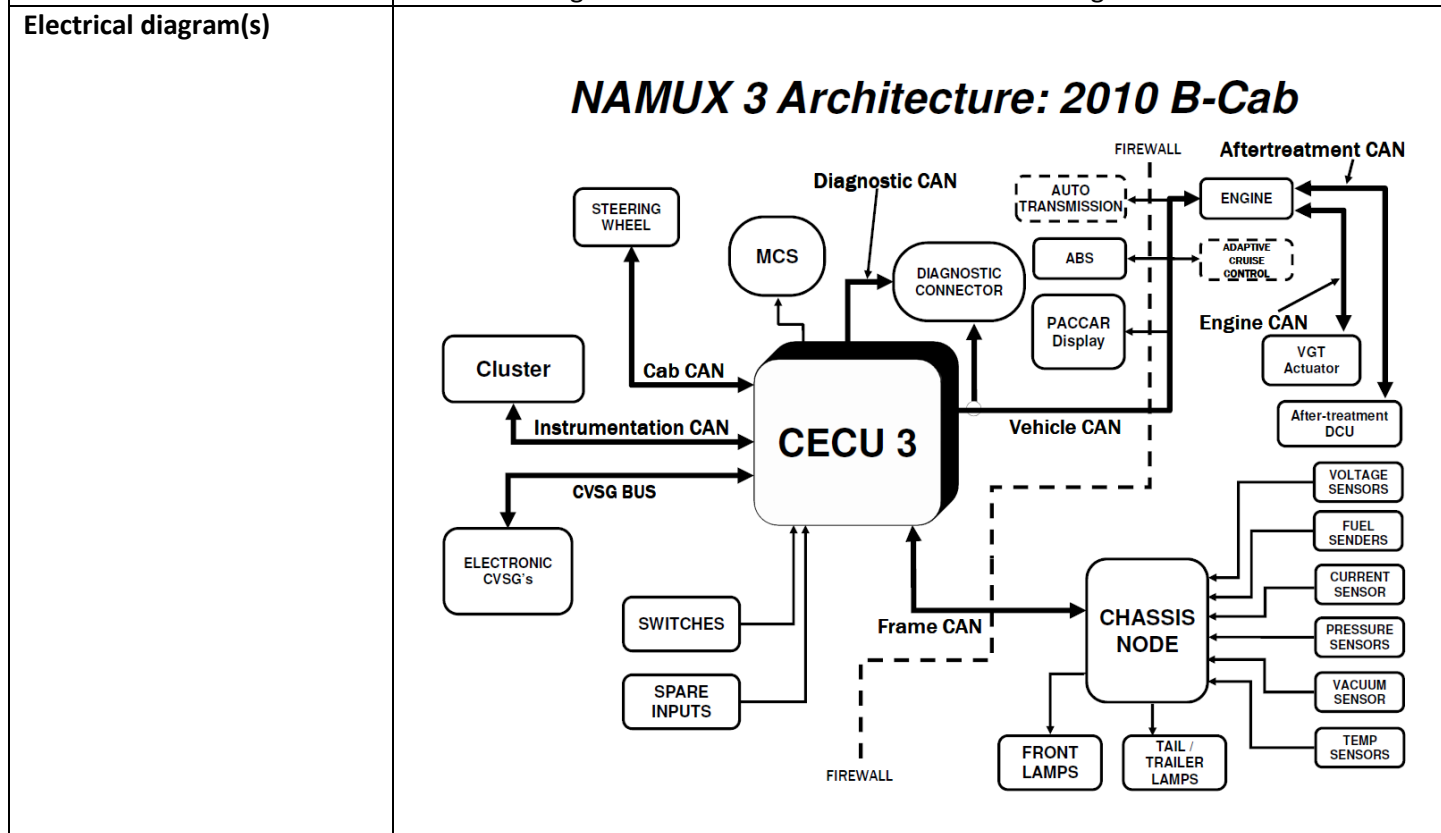 Electrical diagram(s)
NAMUX 3 Architecture: 2010 B-Cab
FIREWALL
Aftertreatment CAN
Diagnostic CAN
AUTO
TRANSMISSION
ENGINE
STEERING
WHEEL
MCS
DIAGNOSTIC
CONNECTOR
ABS
ADAPTIVE
CRUISE
CONTROL
PACCAR
Display
Engine CAN
VGT
Actuator
Cluster
Cab CAN
Instrumentation CAN
CECU 3
Vehicle CAN
After-treatment
DCU
CVSG BUS
ELECTRONIC
CVSG's
VOLTAGE
SENSORS
FUEL
SENDERS
CURRENT
SENSOR
PRESSURE
SENSORS
VACUUM
SENSOR
TEMP
SENSORS
SWITCHES
SPARE
INPUTS
Frame CAN
CHASSIS
NODE
FRONT
LAMPS
TAIL /
TRAILER
LAMPS
FIREWALL